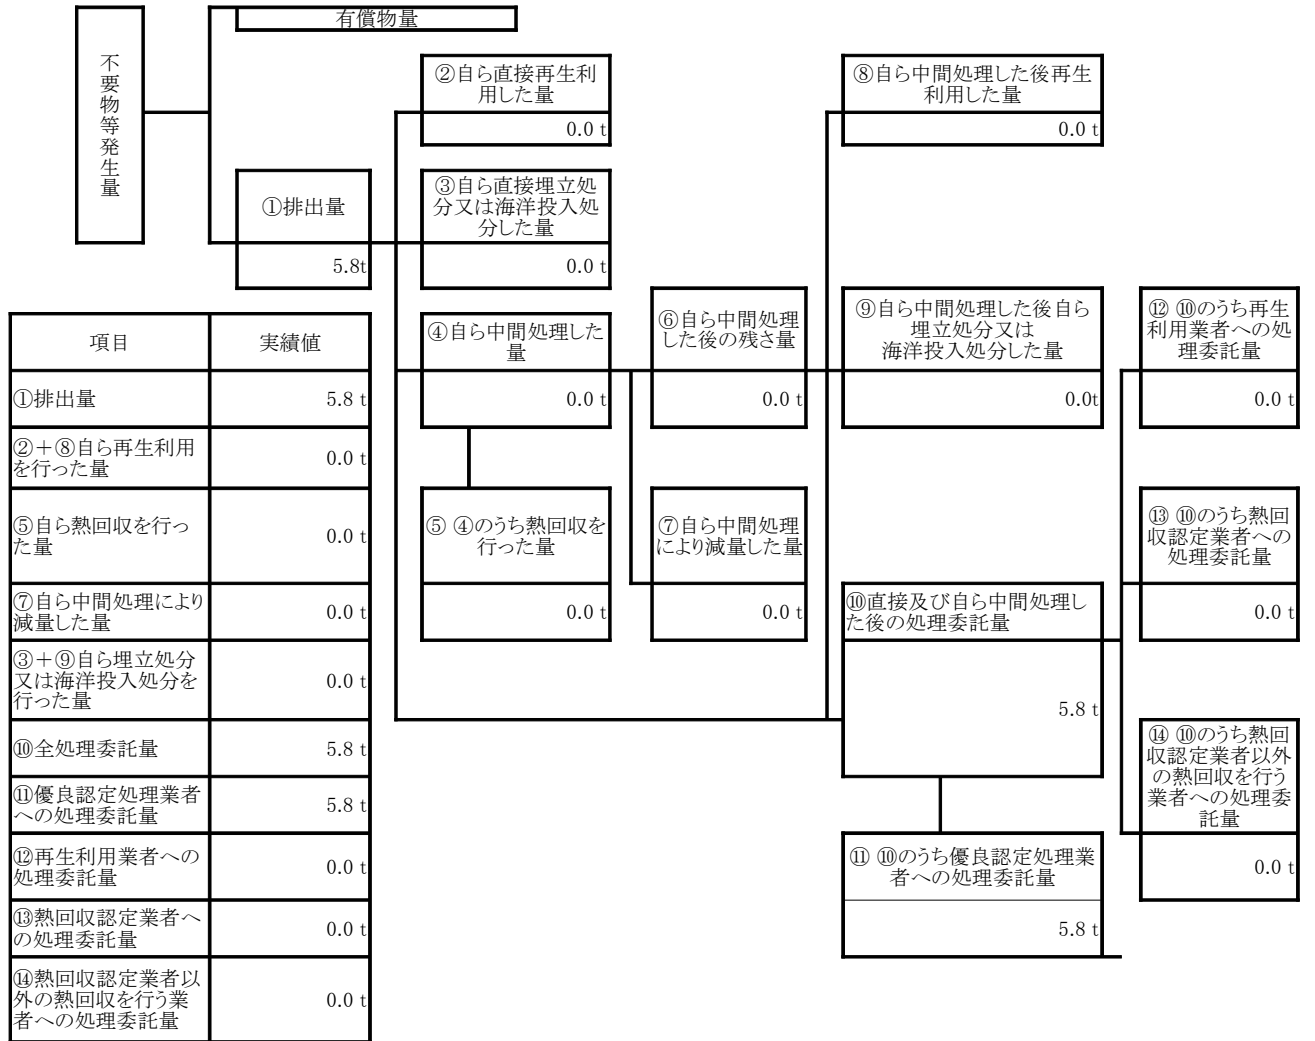 有償物量
不要物等発生量
②自ら直接再生利
用した量
0.0 t
⑧自ら中間処理した後再生
利用した量
0.0 t
①排出量
5.8t
③自ら直接埋立処
分又は海洋投入処
分した量
0.0 t
④自ら中間処理した
量
0.0 t
⑥自ら中間処理
した後の残さ量
0.0 t
⑨自ら中間処理した後自ら
埋立処分又は
海洋投入処分した量
0.0t
⑫ ⑩のうち再生
利用業者への処
理委託量
0.0 t
⑤ ④のうち熱回収を
行った量
0.0 t
⑦自ら中間処理
により減量した量
0.0 t
⑬ ⑩のうち熱回
収認定業者への
処理委託量
0.0 t
⑩直接及び自ら中間処理し
た後の処理委託量
5.8 t
⑭ ⑩のうち熱回
収認定業者以外
の熱回収を行う
業者への処理委
託量
0.0 t
⑪ ⑩のうち優良認定処理業
者への処理委託量
5.8 t
項目
実績値
①排出量
5.8 t
②+⑧自ら再生利用
を行った量
0.0 t
⑤自ら熱回収を行っ
た量
0.0 t
⑦自ら中間処理により
減量した量
0.0 t
③+⑨自ら埋立処分
又は海洋投入処分を
行った量
0.0 t
⑩全処理委託量
5.8 t
⑪優良認定処理業者
への処理委託量
5.8 t
⑫再生利用業者への
処理委託量
0.0 t
⑬熱回収認定業者へ
の処理委託量
0.0 t
⑭熱回収認定業者以
外の熱回収を行う業
者への処理委託量
0.0 t